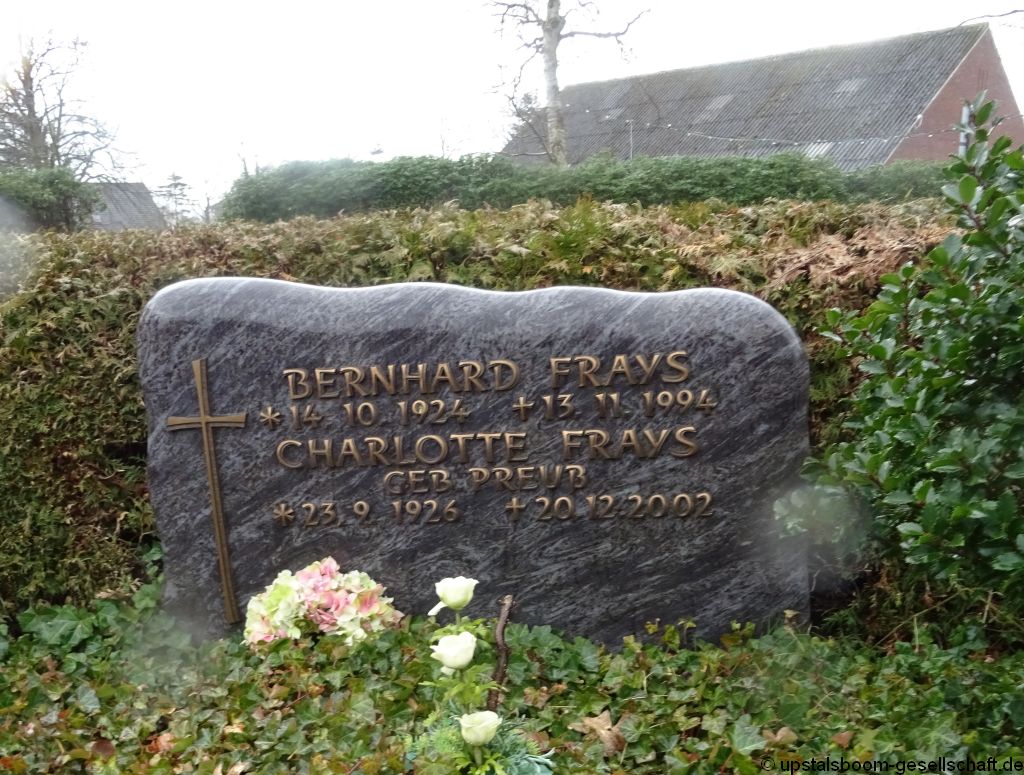 BERNHARD FRAYS
* 14. 10. 1924 + 13. 11. 1994
CHARLOTTE FRAYS
GEB PREUß
* 23. 9. 1926 + 20. 12. 2002
© upstalsboom-gesellschaft.de